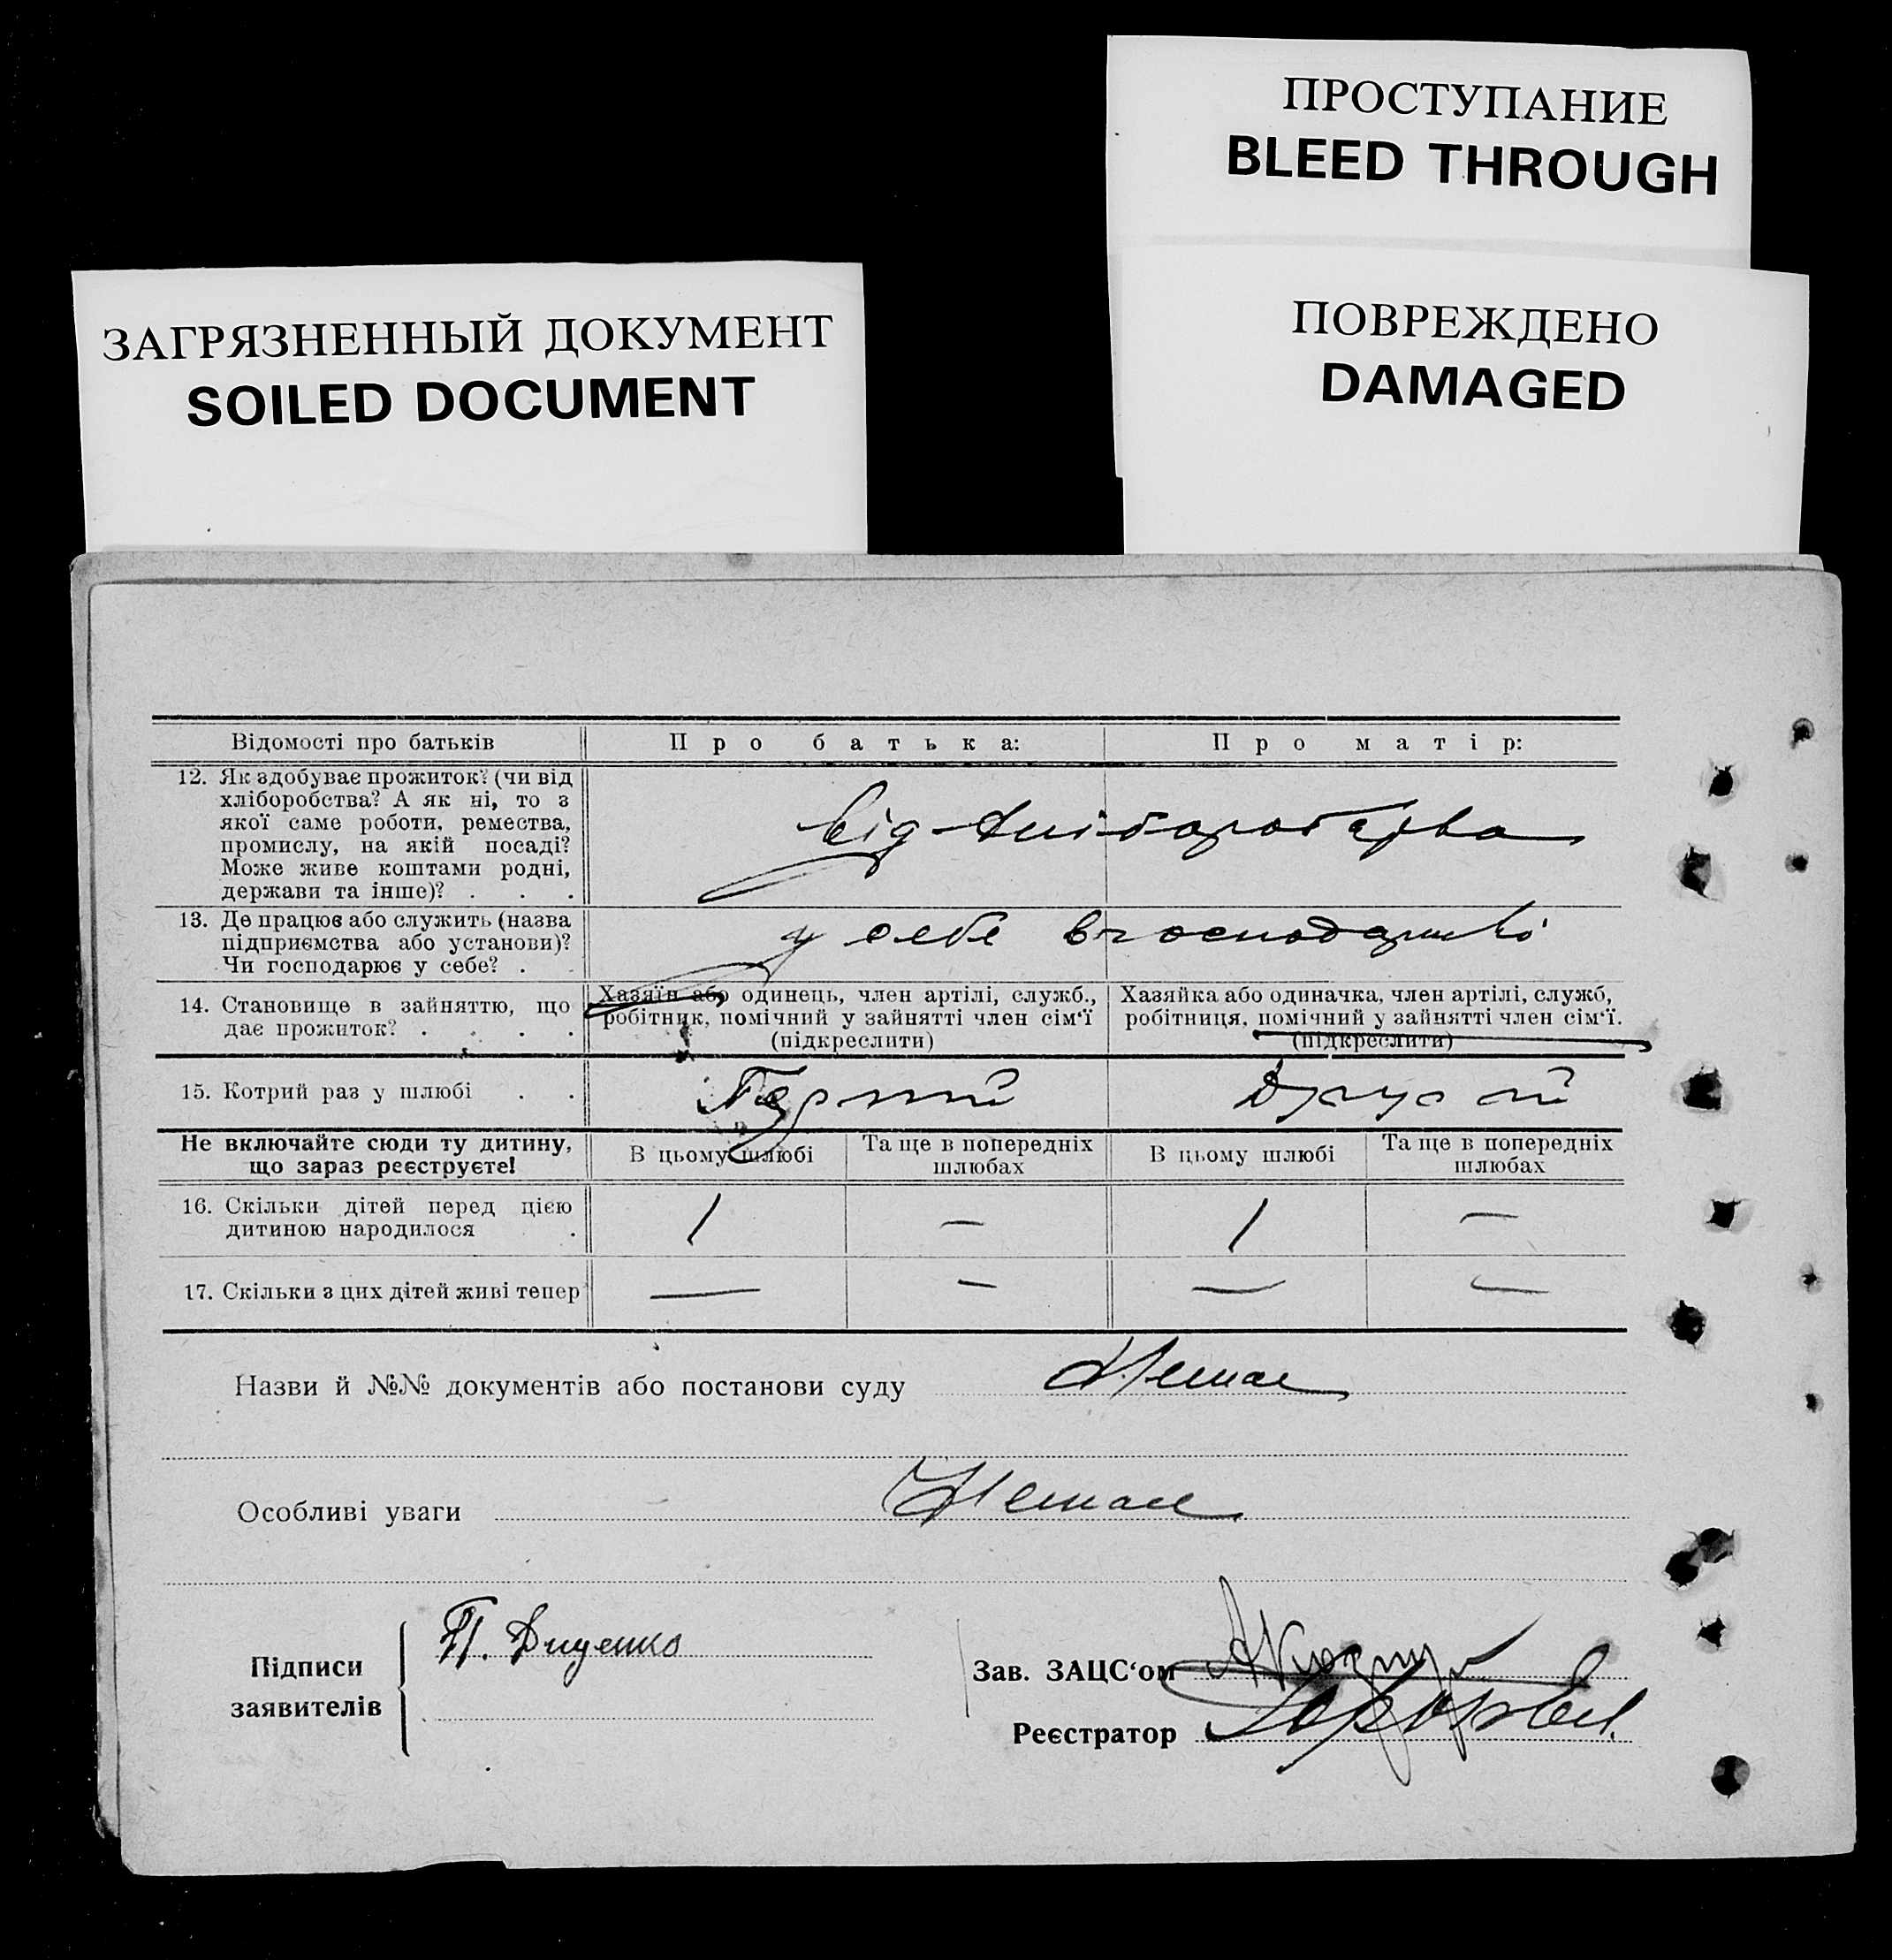 ПРОСТУПАНИЕ
BLEED THROUGH
ЗАГРЯЗНЕННЫЙ ДОКУМЕНТ
SOILED DOCUMENT
ПОВРЕЖДЕНО
DAMAGED
Відомості про батьків
Про батька:
Про матір:
12. Як здобуває прожиток? (чи від
хліборобства? А як ні, то з
якої саме роботи, ремества,
промислу, на якій посаді?
Може живе коштами родні,
держави та інше)? . . .
від хліборобства
13. Де працює або служить (назва
підприємства або установи)?
Чи господарює у себе? . .
у себе в господарстві
14. Становище в зайняттю, що
дає прожиток? . . . .
Хазяїн або одинець, член артілі, служб.,
робітник, помічний у зайнятті член сім'ї
(підкреслити)
Хазяйка або одиначка, член артілі, служб,
робітниця, помічний у зайнятті член сім'ї.
(підкреслити)
15. Котрий раз у шлюбі . .
Перший
Другий
Не включайте сюди ту дитину,
що зараз реєструєте!
В цьому шлюбі
Та ще в попередніх
шлюбах
В цьому шлюбі
Та ще в попередніх
шлюбах
16. Скільки дітей перед цією
дитиною народилося .
1 — 1 —
17. Скільки з цих дітей живі тепер
— — — —
Назви й №№ документів або постанови суду Немає
Особливі уваги Немає
Підписи
заявителів
П. Диценко
Зав. ЗАЦС'ом
Реєстратор